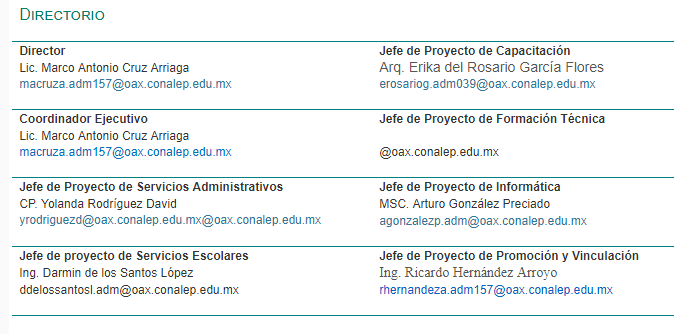 DIRECTORIO
Director
Lic. Marco Antonio Cruz Arriaga
macruza.adm157@oax.conalep.edu.mx
Jefe de Proyecto de Capacitación
Arq. Erika del Rosario García Flores
erosariog.adm039@oax.conalep.edu.mx
Coordinador Ejecutivo
Lic. Marco Antonio Cruz Arriaga
macruza.adm157@oax.conalep.edu.mx
Jefe de Proyecto de Formación Técnica
@oax.conalep.edu.mx
Jefe de Proyecto de Servicios Administrativos
CP. Yolanda Rodríguez David
yrodriguezd@oax.conalep.edu.mx@oax.conalep.edu.mx
Jefe de Proyecto de Informática
MSC. Arturo González Preciado
agonzalezp.adm@oax.conalep.edu.mx
Jefe de proyecto de Servicios Escolares
Ing. Darmin de los Santos López
ddelossantosl.adm@oax.conalep.edu.mx
Jefe de Proyecto de Promoción y Vinculación
Ing. Ricardo Hernández Arroyo
rhernandeza.adm157@oax.conalep.edu.mx